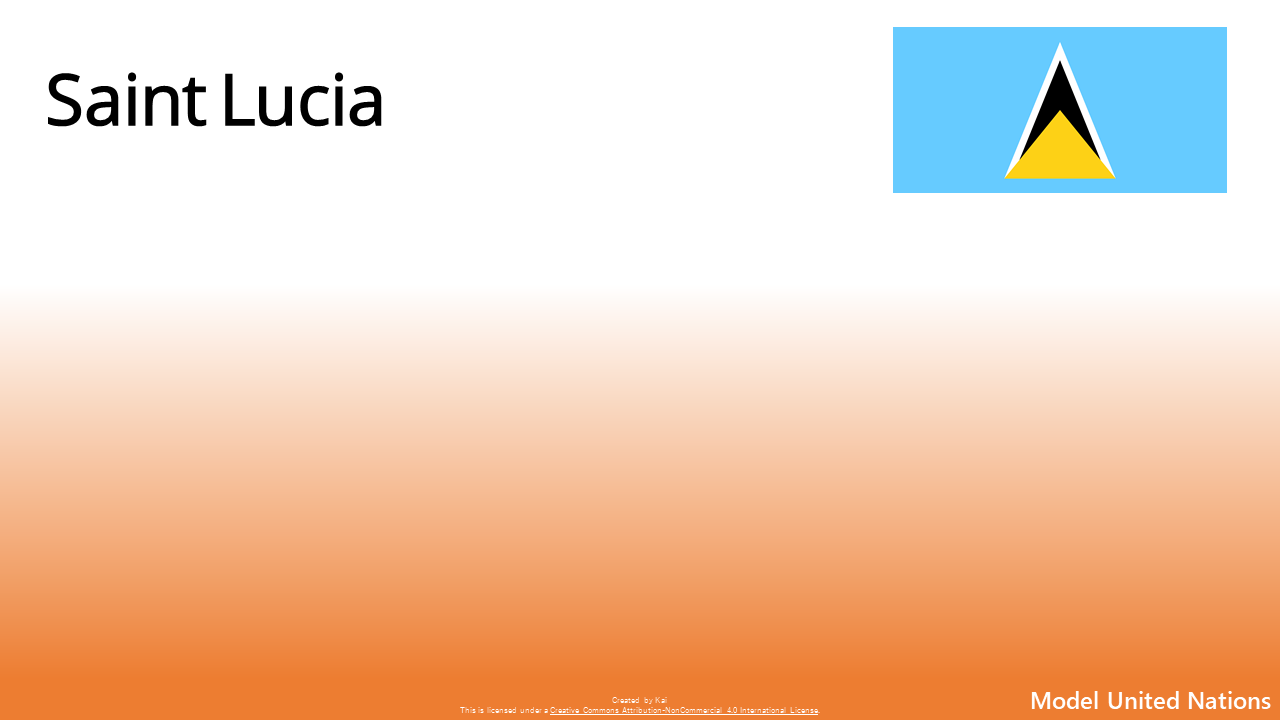 Saint Lucia
Created by Kai
This is licensed under a Creative Commons Attribution-NonCommercial 4.0 International License.
Model United Nations